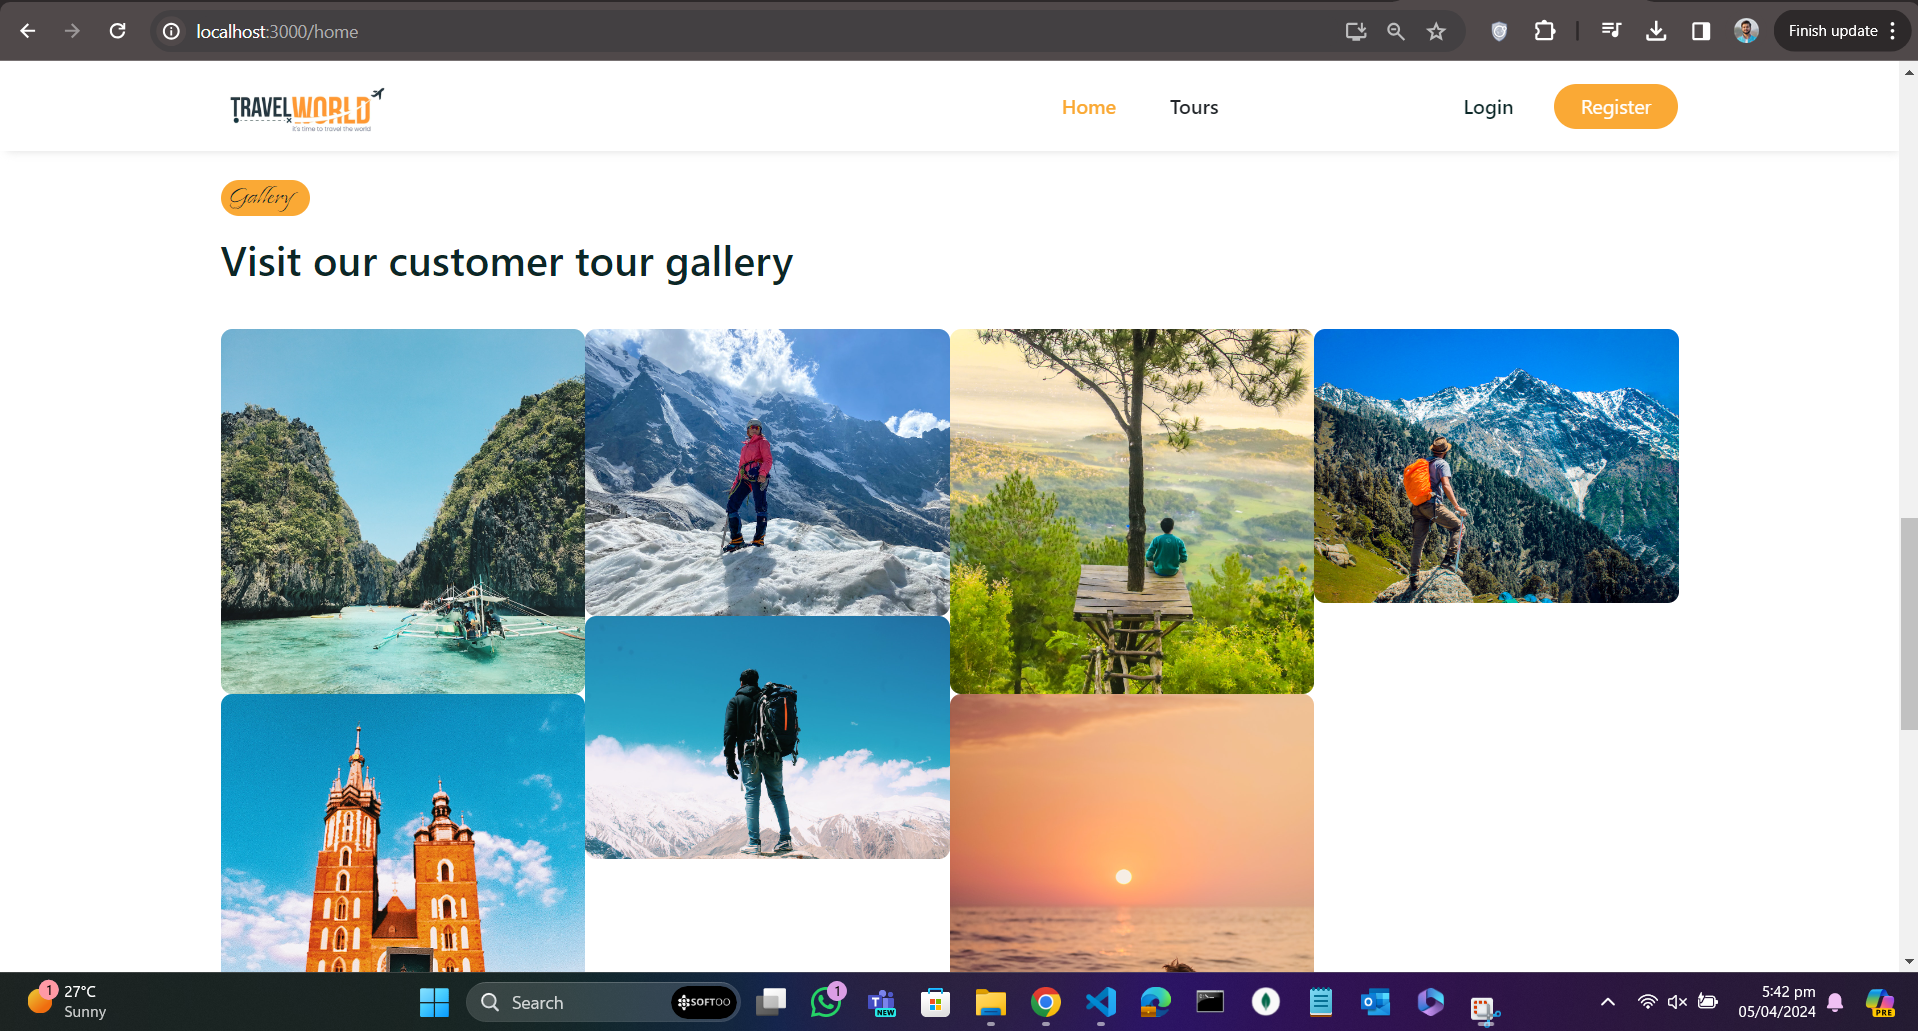 localhost:3000/home
Finish update
TRAVELWORLD
it's time to travel the world
Home
Tours
Login
Register
Gallery
Visit our customer tour gallery
1
27°C
Sunny
Search
SOFTOO
1
NEW
5:42 pm
05/04/2024
PRE